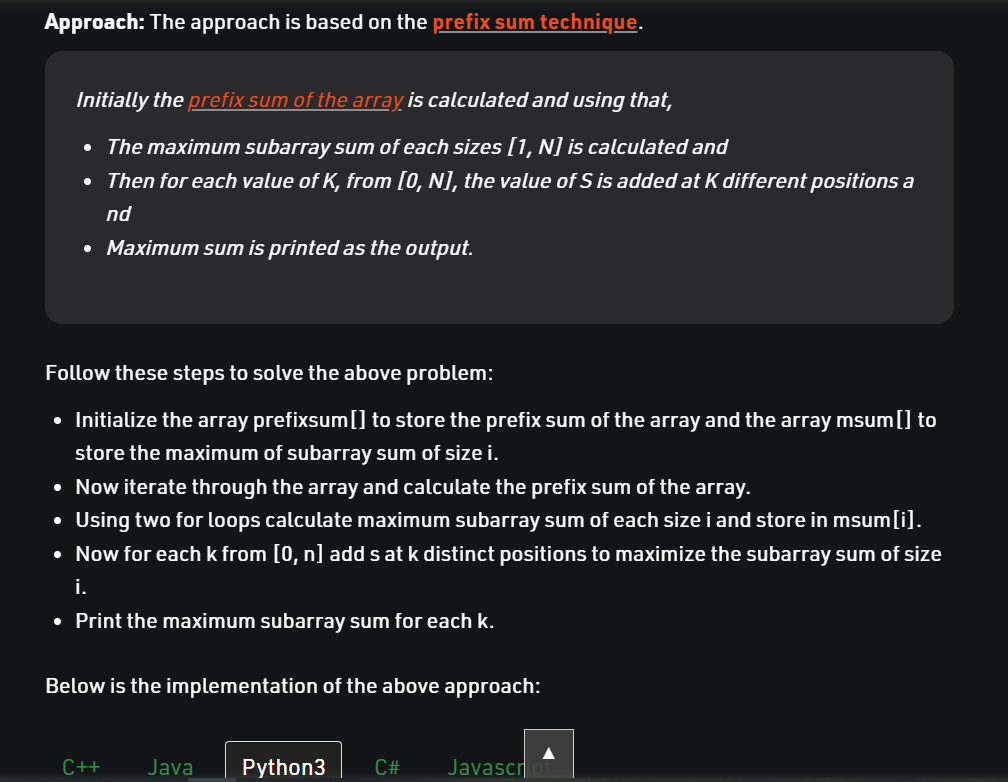 Approach: The approach is based on the prefix sum technique.
Initially the prefix sum of the array is calculated and using that,
• The maximum subarray sum of each sizes [1, N] is calculated and
• Then for each value of K, from [0, N], the value of S is added at K different positions a
nd
• Maximum sum is printed as the output.
Follow these steps to solve the above problem:
• Initialize the array prefixsum[] to store the prefix sum of the array and the array msum[] to
store the maximum of subarray sum of size i.
• Now iterate through the array and calculate the prefix sum of the array.
• Using two for loops calculate maximum subarray sum of each size i and store in msum[i].
• Now for each k from [0, n] add s at k distinct positions to maximize the subarray sum of size
i.
• Print the maximum subarray sum for each k.
Below is the implementation of the above approach:
C++ Java Python3 C# Javascript